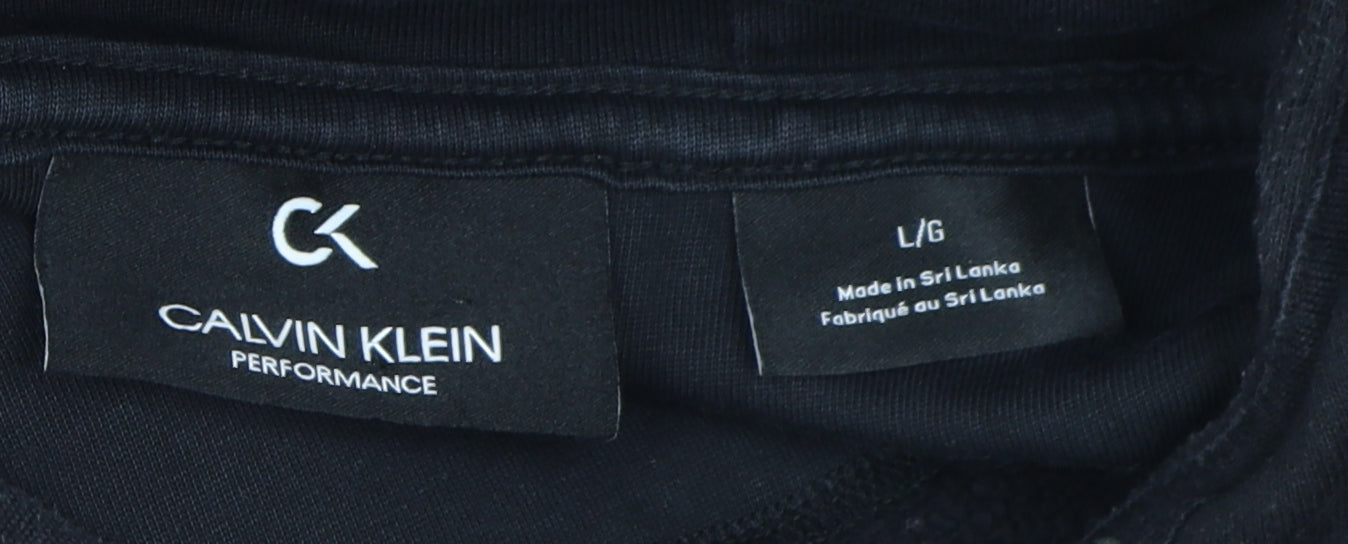 CK
CALVIN KLEIN
PERFORMANCE
L/G
Made in Sri Lanka
Fabriqué au Sri Lanka